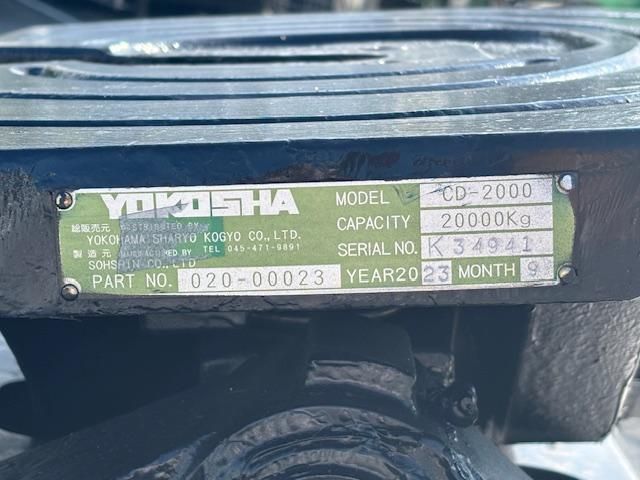 YOKOSHA
総販売元 DISTRIBUTED BY
YOKOHAMA SHARYO KOGYO CO., LTD.
製造元 MANUFACTURED BY TEL 045-471-9891
SOHSHIN CO., LTD
PART NO. 020-00023
MODEL CD-2000
CAPACITY 20000Kg
SERIAL NO. K 34941
YEAR2023 MONTH 9